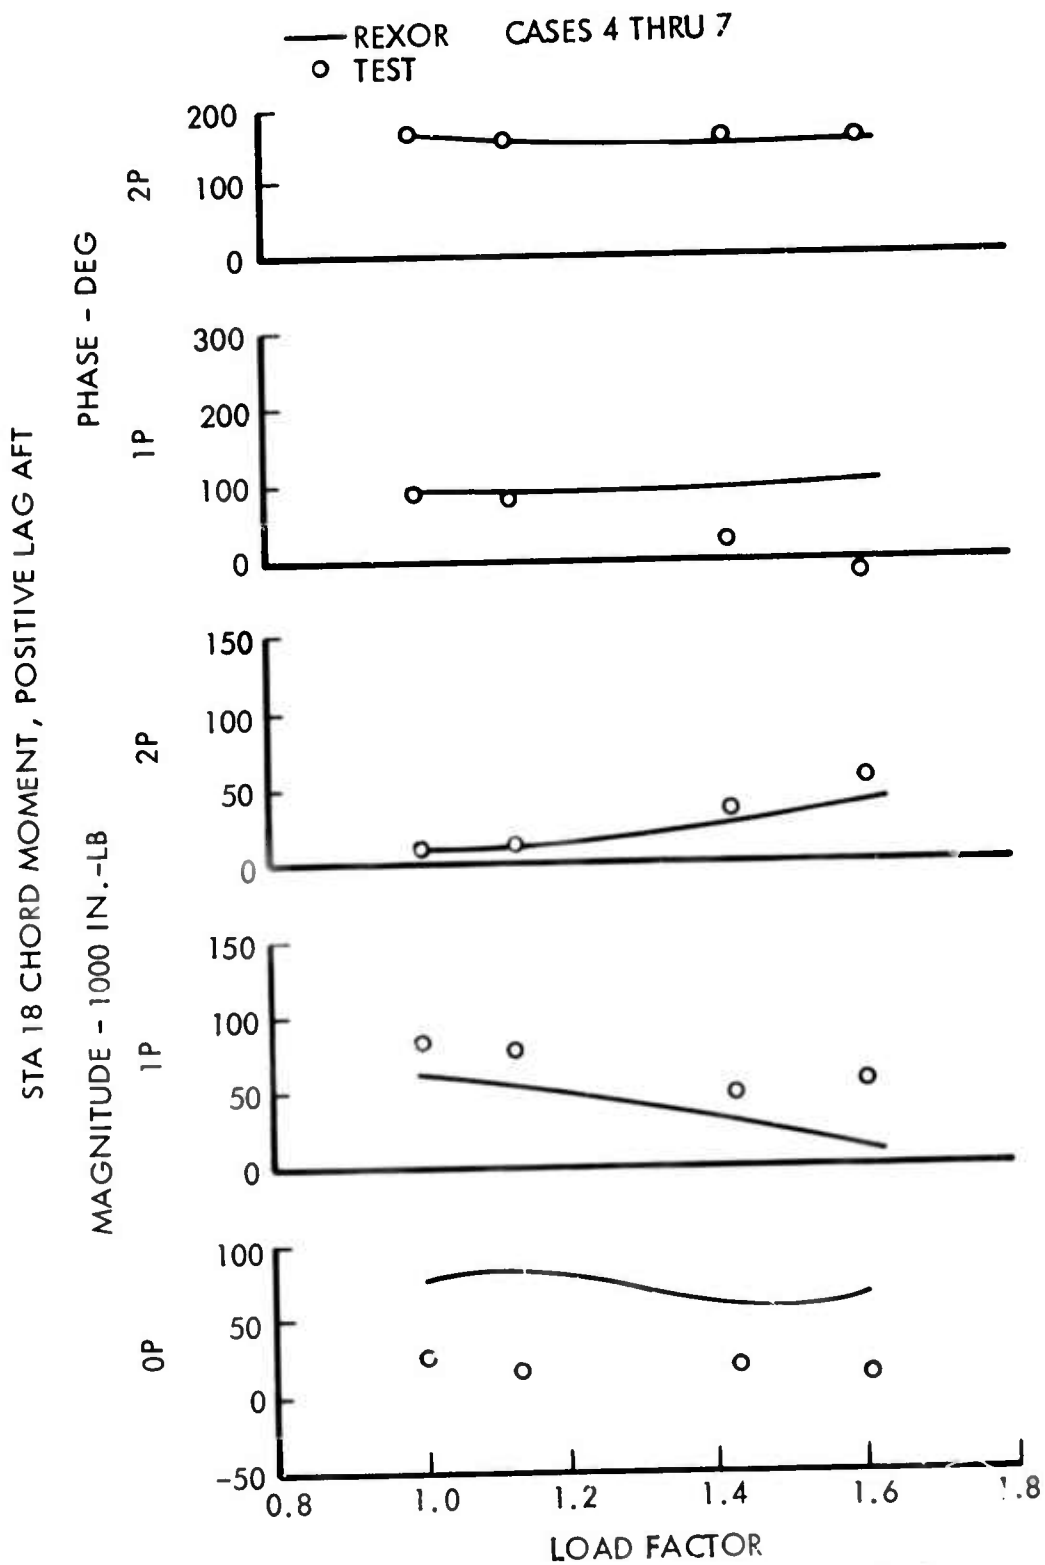 REXOR CASES 4 THRU 7
TEST
STA 18 CHORD MOMENT, POSITIVE LAG AFT
PHASE - DEG
2P
200
100
0
1P
300
200
100
0
MAGNITUDE - 1000 IN.-LB
2P
150
100
50
0
1P
150
100
50
0
0P
100
50
0
-50
0.8 1.0 1.2 1.4 1.6 1.8
LOAD FACTOR